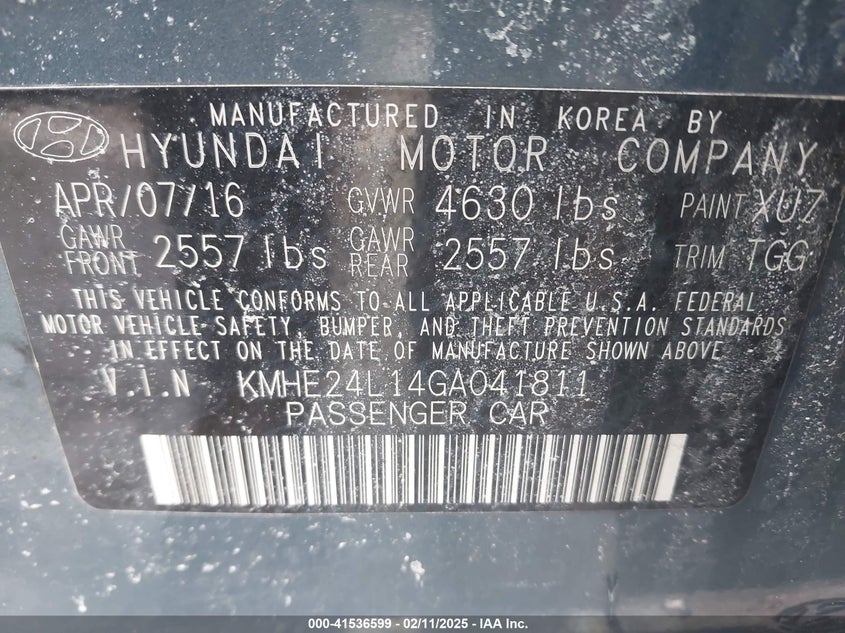 MANUFACTURED IN KOREA BY
HYUNDAI MOTOR COMPANY
APR/07/16 GVWR 4630 lbs PAINT XU7
GAWR FRONT 2557 lbs GAWR REAR 2557 lbs TRIM TGG
THIS VEHICLE CONFORMS TO ALL APPLICABLE U.S.A. FEDERAL
MOTOR VEHICLE SAFETY, BUMPER, AND THEFT PREVENTION STANDARDS
IN EFFECT ON THE DATE OF MANUFACTURE SHOWN ABOVE.
V.I.N KMHE24L14GA041811
PASSENGER CAR
000-41536599 - 02/11/2025 - IAA Inc.